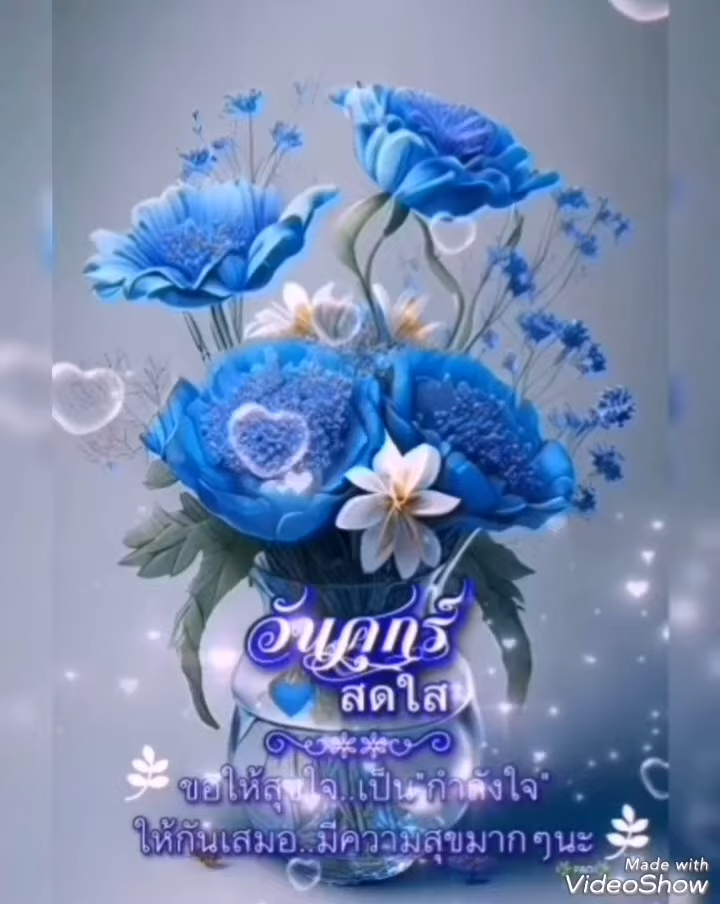 วันศุกร์
สดใส
ขอให้สุขใจ..เป็น"กำลังใจ"
ให้กันเสมอ..มีความสุขมากๆนะ
Made with
VideoShow